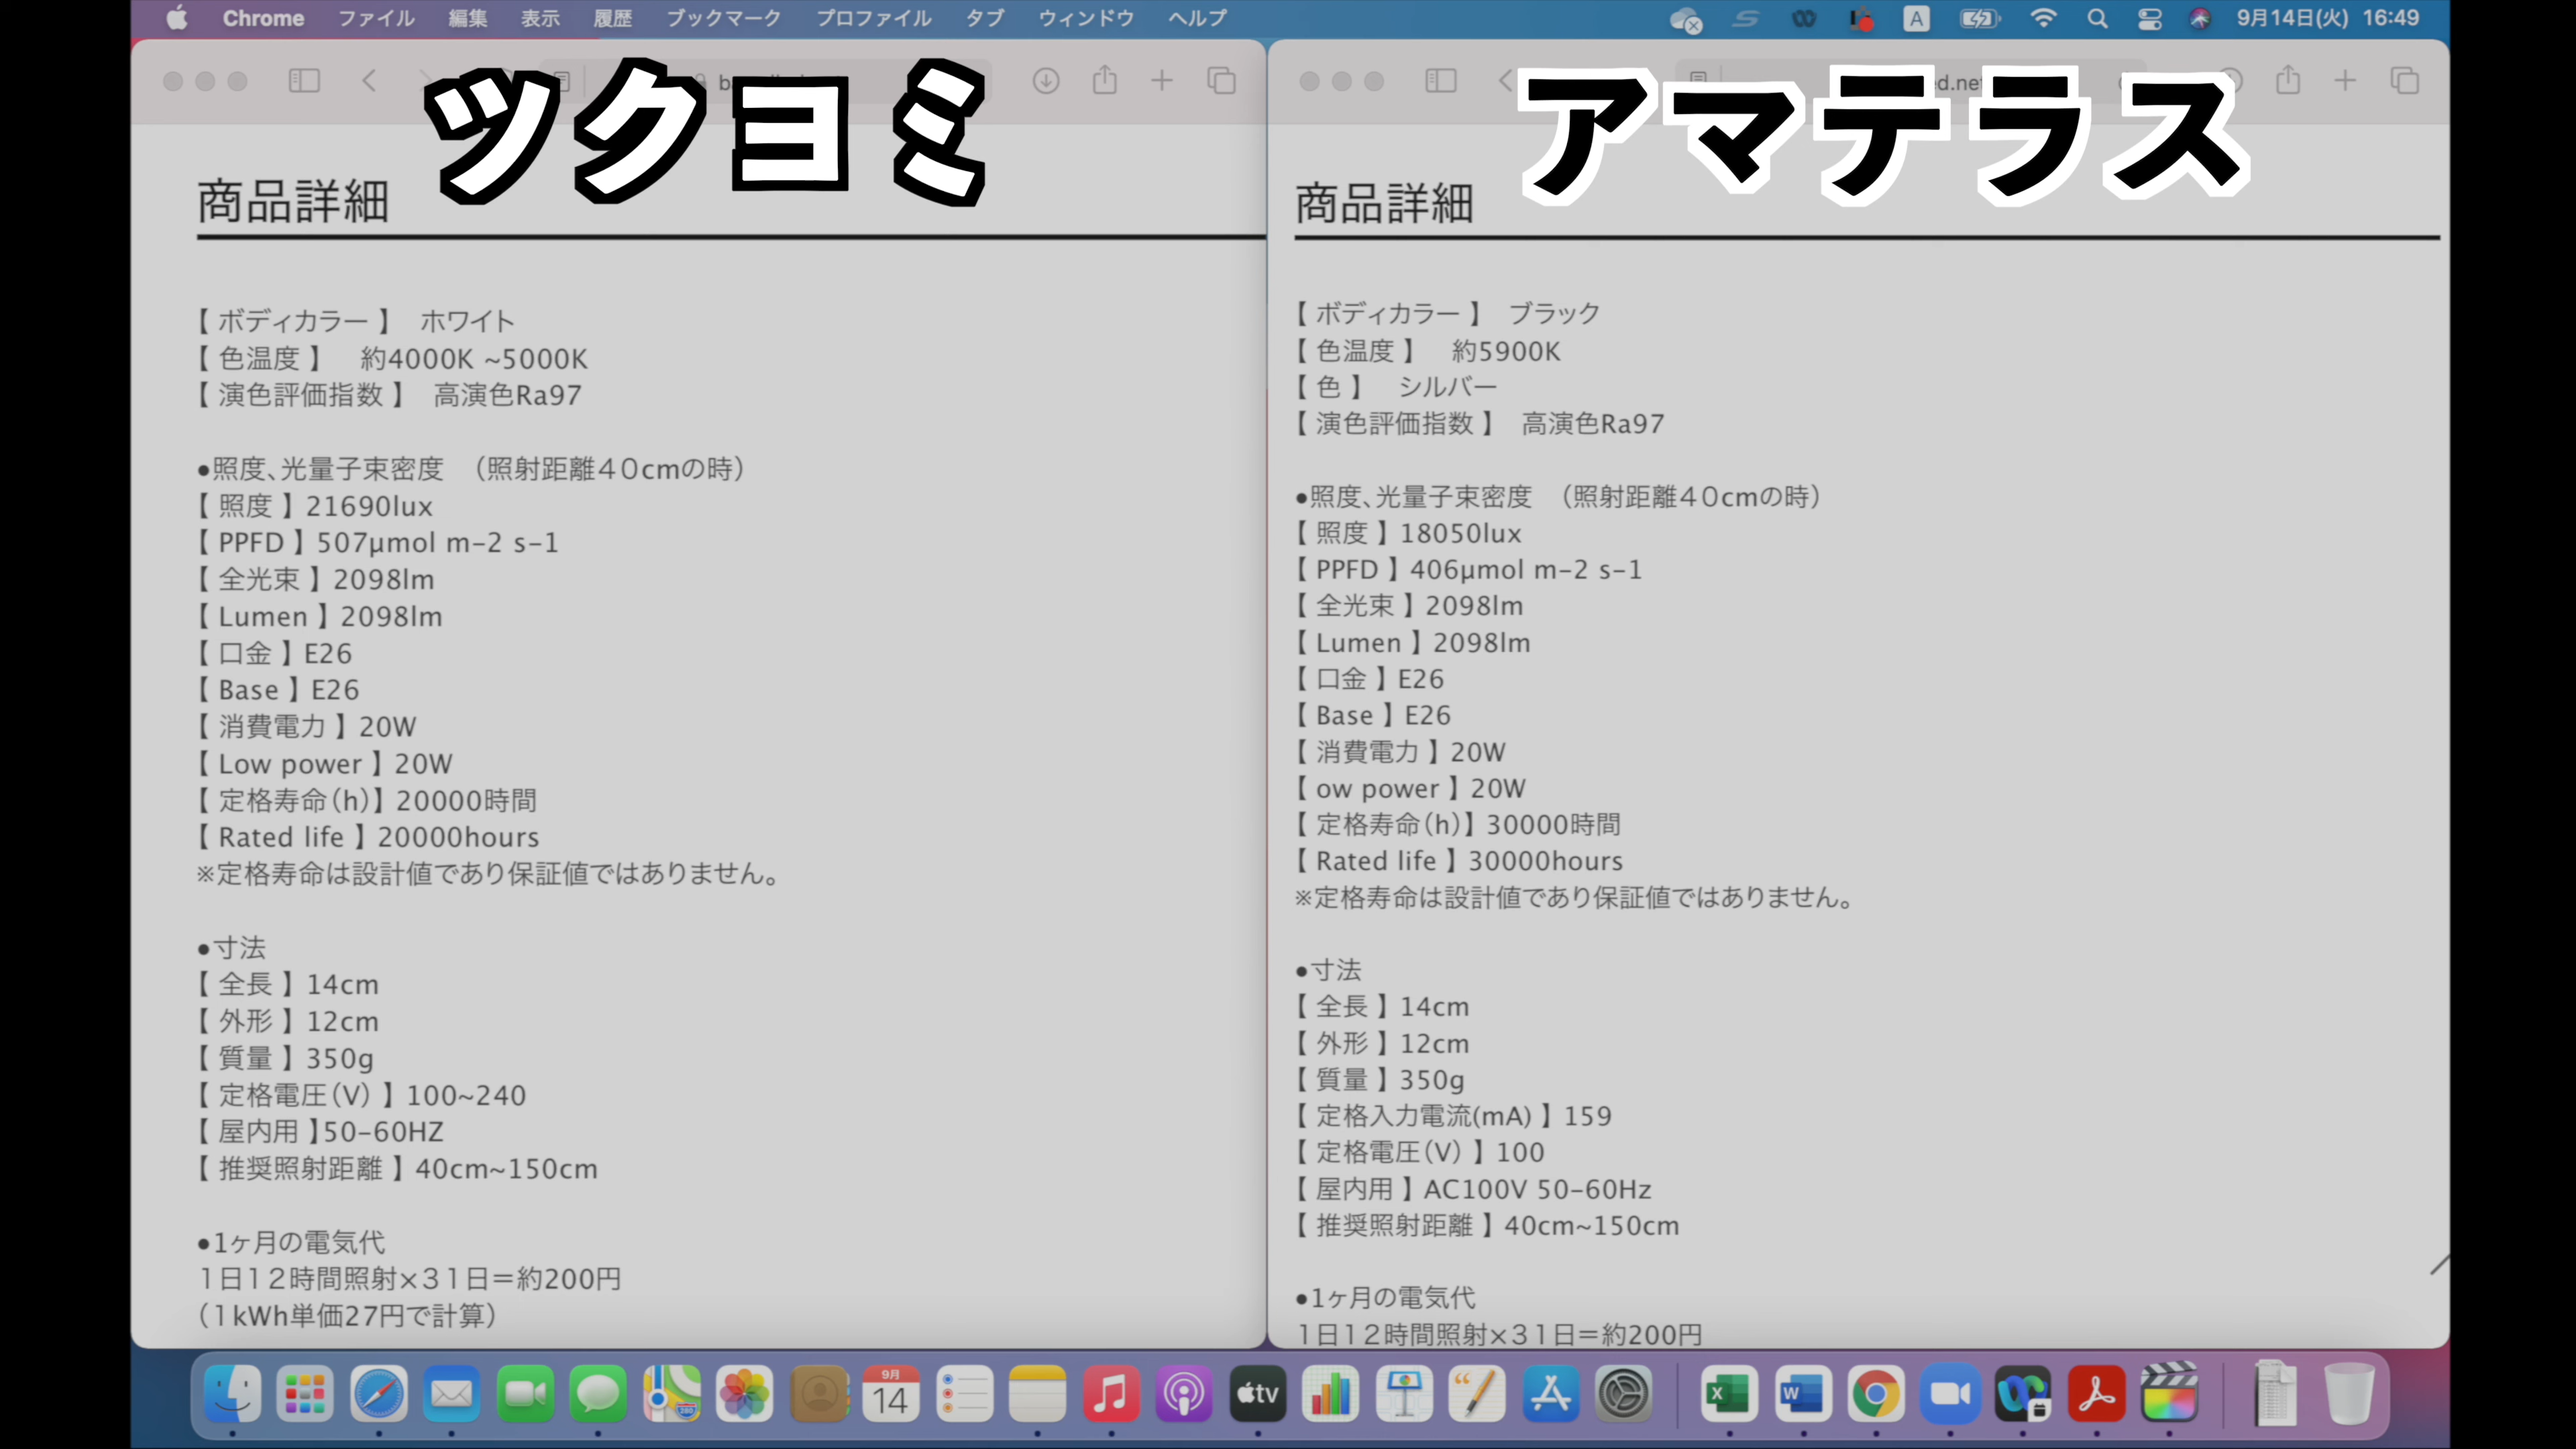 Chrome ファイル 編集 表示 履歴 ブックマーク プロファイル タブ ウィンドウ ヘルプ
A 9月14日(火) 16:49
ツクヨミ
商品詳細
【 ボディカラー 】 ホワイト
【 色温度 】 約4000K ~5000K
【 演色評価指数 】 高演色Ra97
●照度、光量子束密度 （照射距離４０cmの時）
【 照度 】21690lux
【 PPFD 】507μmol m-2 s-1
【 全光束 】2098lm
【 Lumen 】2098lm
【 口金 】E26
【 Base 】E26
【 消費電力 】20W
【 Low power 】20W
【 定格寿命（h）】20000時間
【 Rated life 】20000hours
※定格寿命は設計値であり保証値ではありません。
●寸法
【 全長 】14cm
【 外形 】12cm
【 質量 】350g
【 定格電圧（V） 】100~240
【 屋内用 】50-60HZ
【 推奨照射距離 】40cm~150cm
●1ヶ月の電気代
１日１２時間照射×３１日＝約200円
（１kWh単価27円で計算）
アマテラス
ed.net
商品詳細
【 ボディカラー 】 ブラック
【 色温度 】 約5900K
【 色 】 シルバー
【 演色評価指数 】 高演色Ra97
●照度、光量子束密度 （照射距離４０cmの時）
【 照度 】18050lux
【 PPFD 】406μmol m-2 s-1
【 全光束 】2098lm
【 Lumen 】2098lm
【 口金 】E26
【 Base 】E26
【 消費電力 】20W
【 ow power 】20W
【 定格寿命（h）】30000時間
【 Rated life 】30000hours
※定格寿命は設計値であり保証値ではありません。
●寸法
【 全長 】14cm
【 外形 】12cm
【 質量 】350g
【 定格入力電流(mA) 】159
【 定格電圧（V） 】100
【 屋内用 】AC100V 50-60Hz
【 推奨照射距離 】40cm~150cm
●1ヶ月の電気代
１日１２時間照射×３１日＝約200円
9月
14
tv
X
W